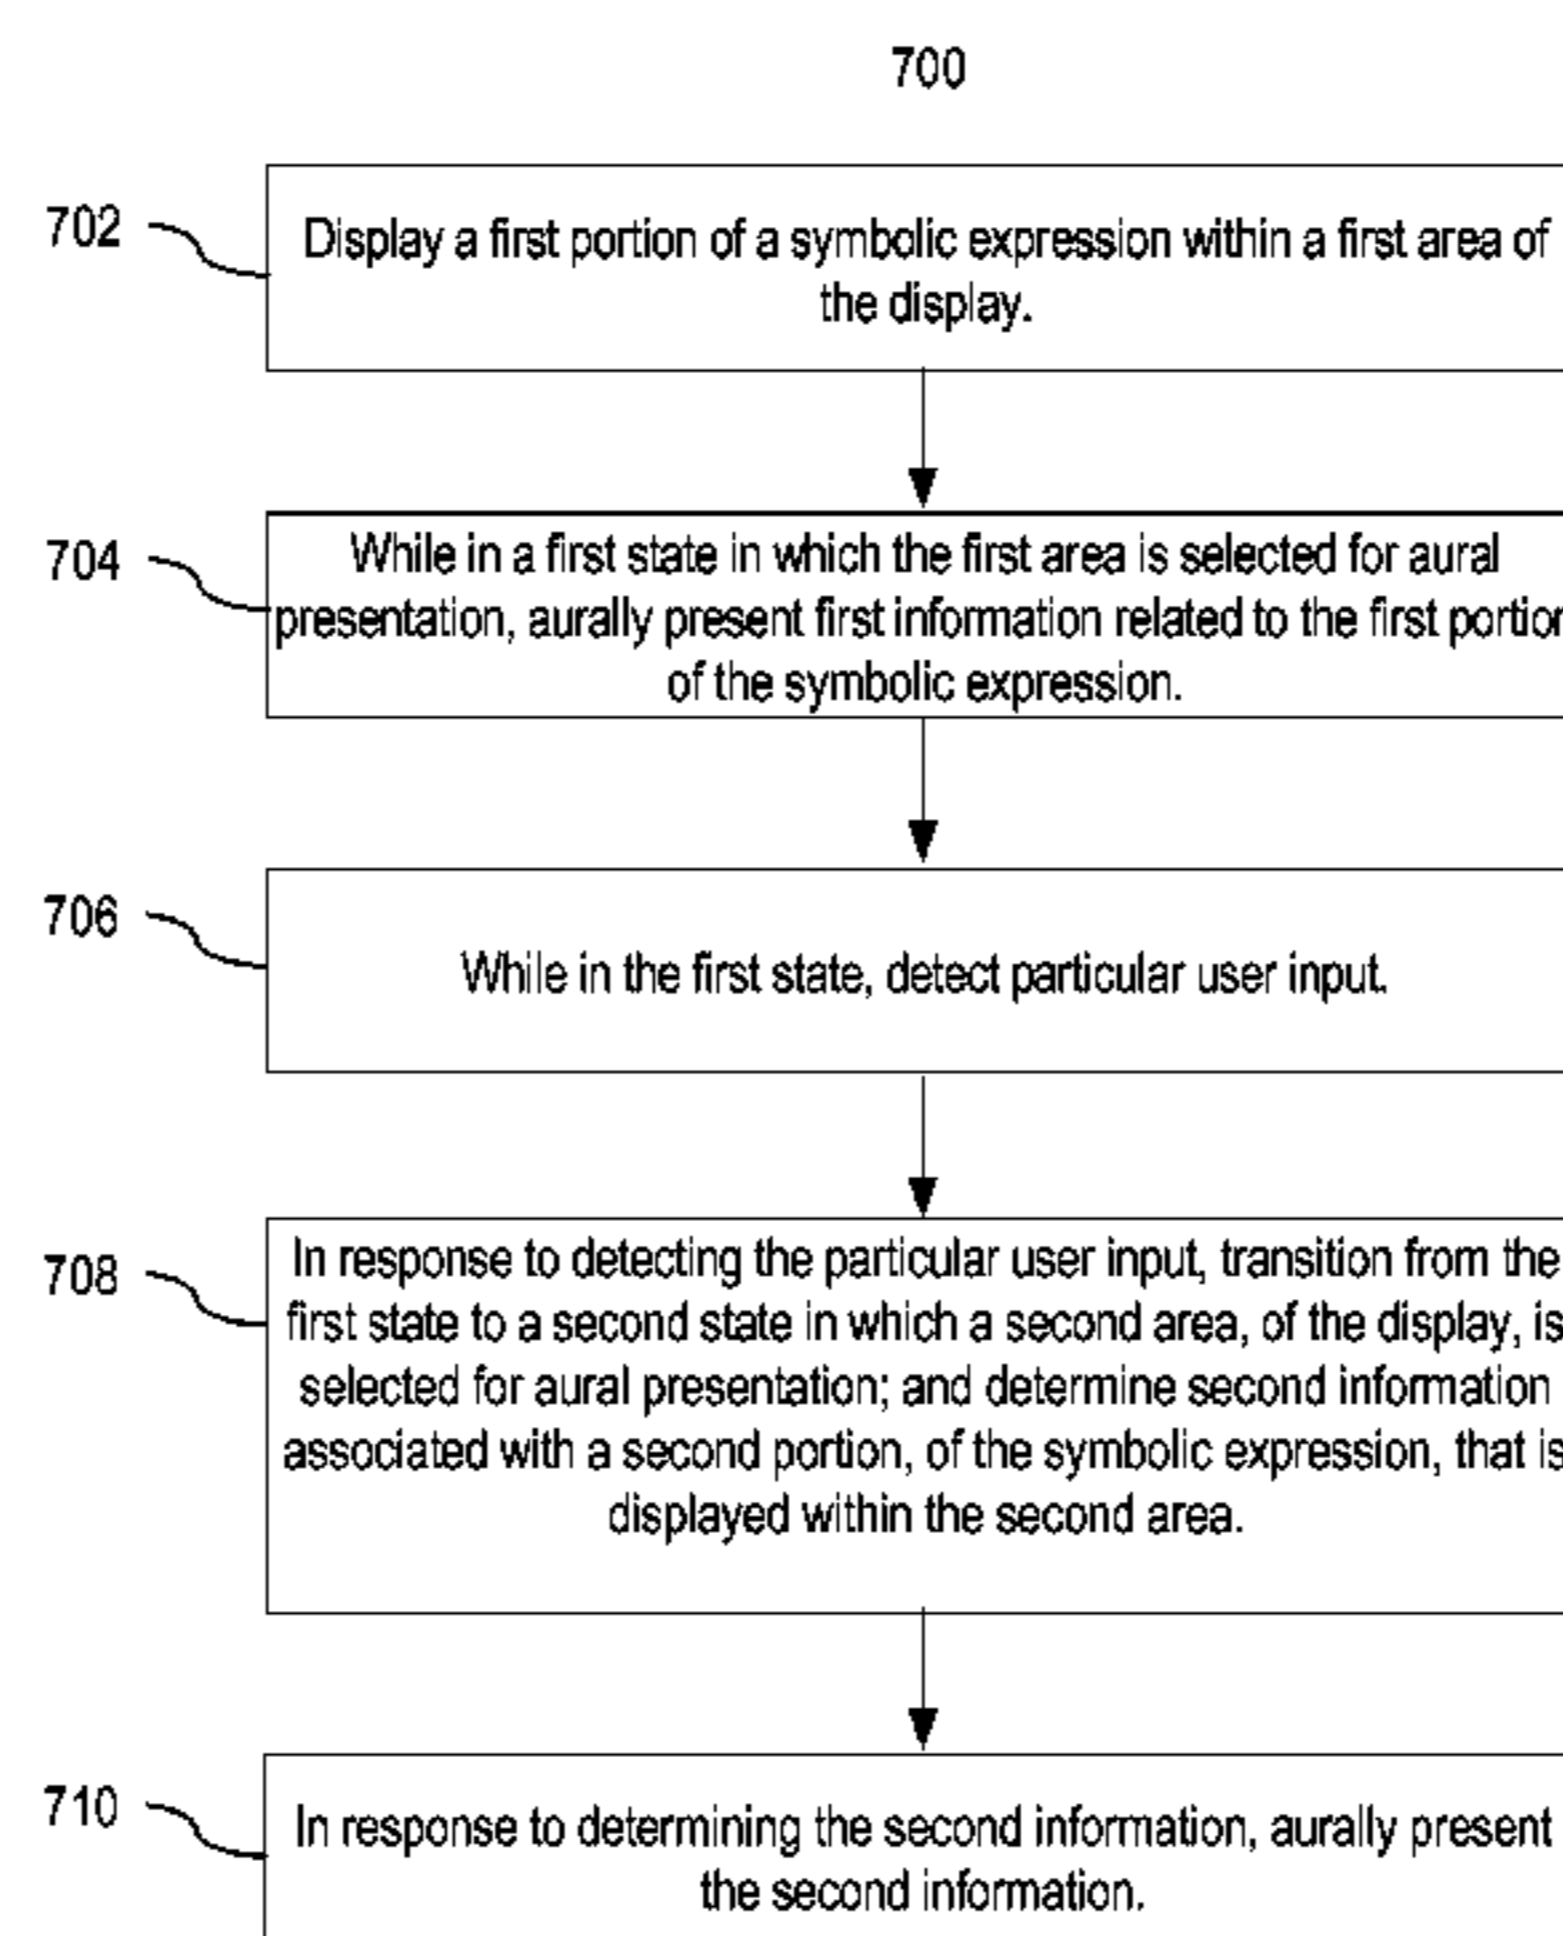 700
702
Display a first portion of a symbolic expression within a first area of
the display.
704
While in a first state in which the first area is selected for aural
presentation, aurally present first information related to the first portion
of the symbolic expression.
706
While in the first state, detect particular user input.
708
In response to detecting the particular user input, transition from the
first state to a second state in which a second area, of the display, is
selected for aural presentation; and determine second information
associated with a second portion, of the symbolic expression, that is
displayed within the second area.
710
In response to determining the second information, aurally present
the second information.